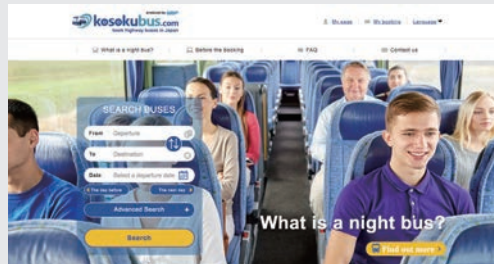 kosokubus.com
book highway buses in Japan
My page My booking Language
What is a night bus? Before the booking FAQ Contact us
SEARCH BUSES
From Departure
To Destination
Date Select a departure date
The day before The next day
Advanced Search +
Search
What is a night bus?
Find out more